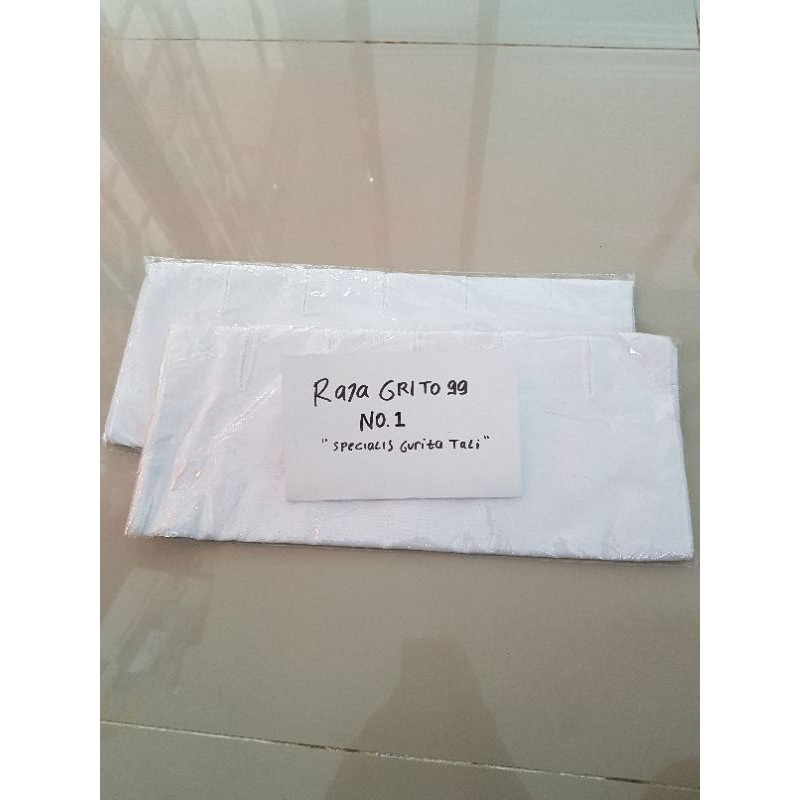 Raja GRITO 99
NO.1
"SPeCIALIS Gurita TaLi"